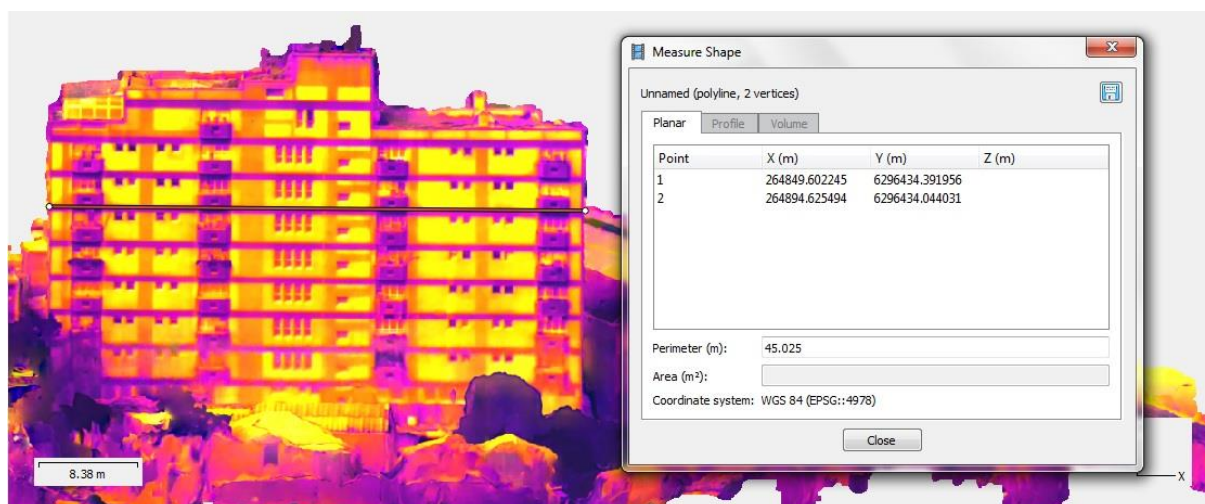 Measure Shape
Unnamed (polyline, 2 vertices)
Planar Profile Volume
Point X (m) Y (m) Z (m)
1 264849.602245 6296434.391956
2 264894.625494 6296434.044031
Perimeter (m): 45.025
Area (m²):
Coordinate system: WGS 84 (EPSG::4978)
Close
8.38 m
X